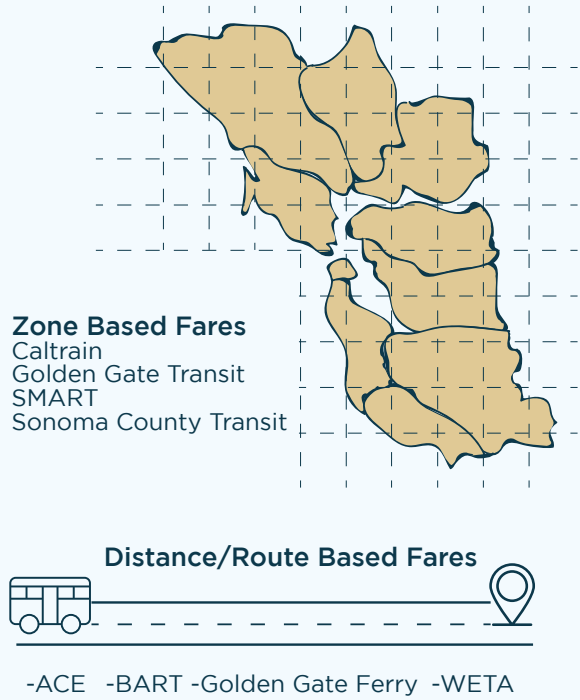 Zone Based Fares
Caltrain
Golden Gate Transit
SMART
Sonoma County Transit
Distance/Route Based Fares
-ACE -BART -Golden Gate Ferry -WETA